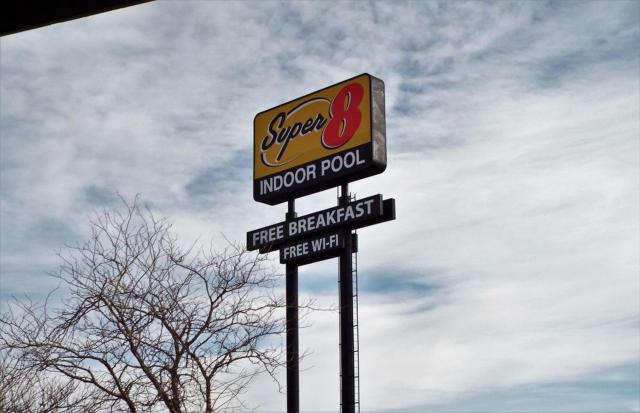 Super 8
INDOOR POOL
FREE BREAKFAST
FREE WI-FI